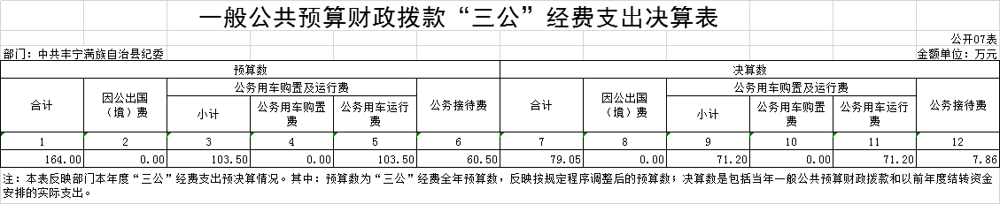 一般公共预算财政拨款“三公”经费支出决算表
公开07表
部门：中共丰宁满族自治县纪委 金额单位：万元
预算数 决算数
合计 因公出国（境）费 公务用车购置及运行费 公务接待费 合计 因公出国（境）费 公务用车购置及运行费 公务接待费
小计 公务用车购置费 公务用车运行费 小计 公务用车购置费 公务用车运行费
1 2 3 4 5 6 7 8 9 10 11 12
164.00 0.00 103.50 0.00 103.50 60.50 79.05 0.00 71.20 0.00 71.20 7.86
注：本表反映部门本年度“三公”经费支出预决算情况。其中：预算数为“三公”经费全年预算数，反映按规定程序调整后的预算数；决算数是包括当年一般公共预算财政拨款和以前年度结转资金
安排的实际支出。